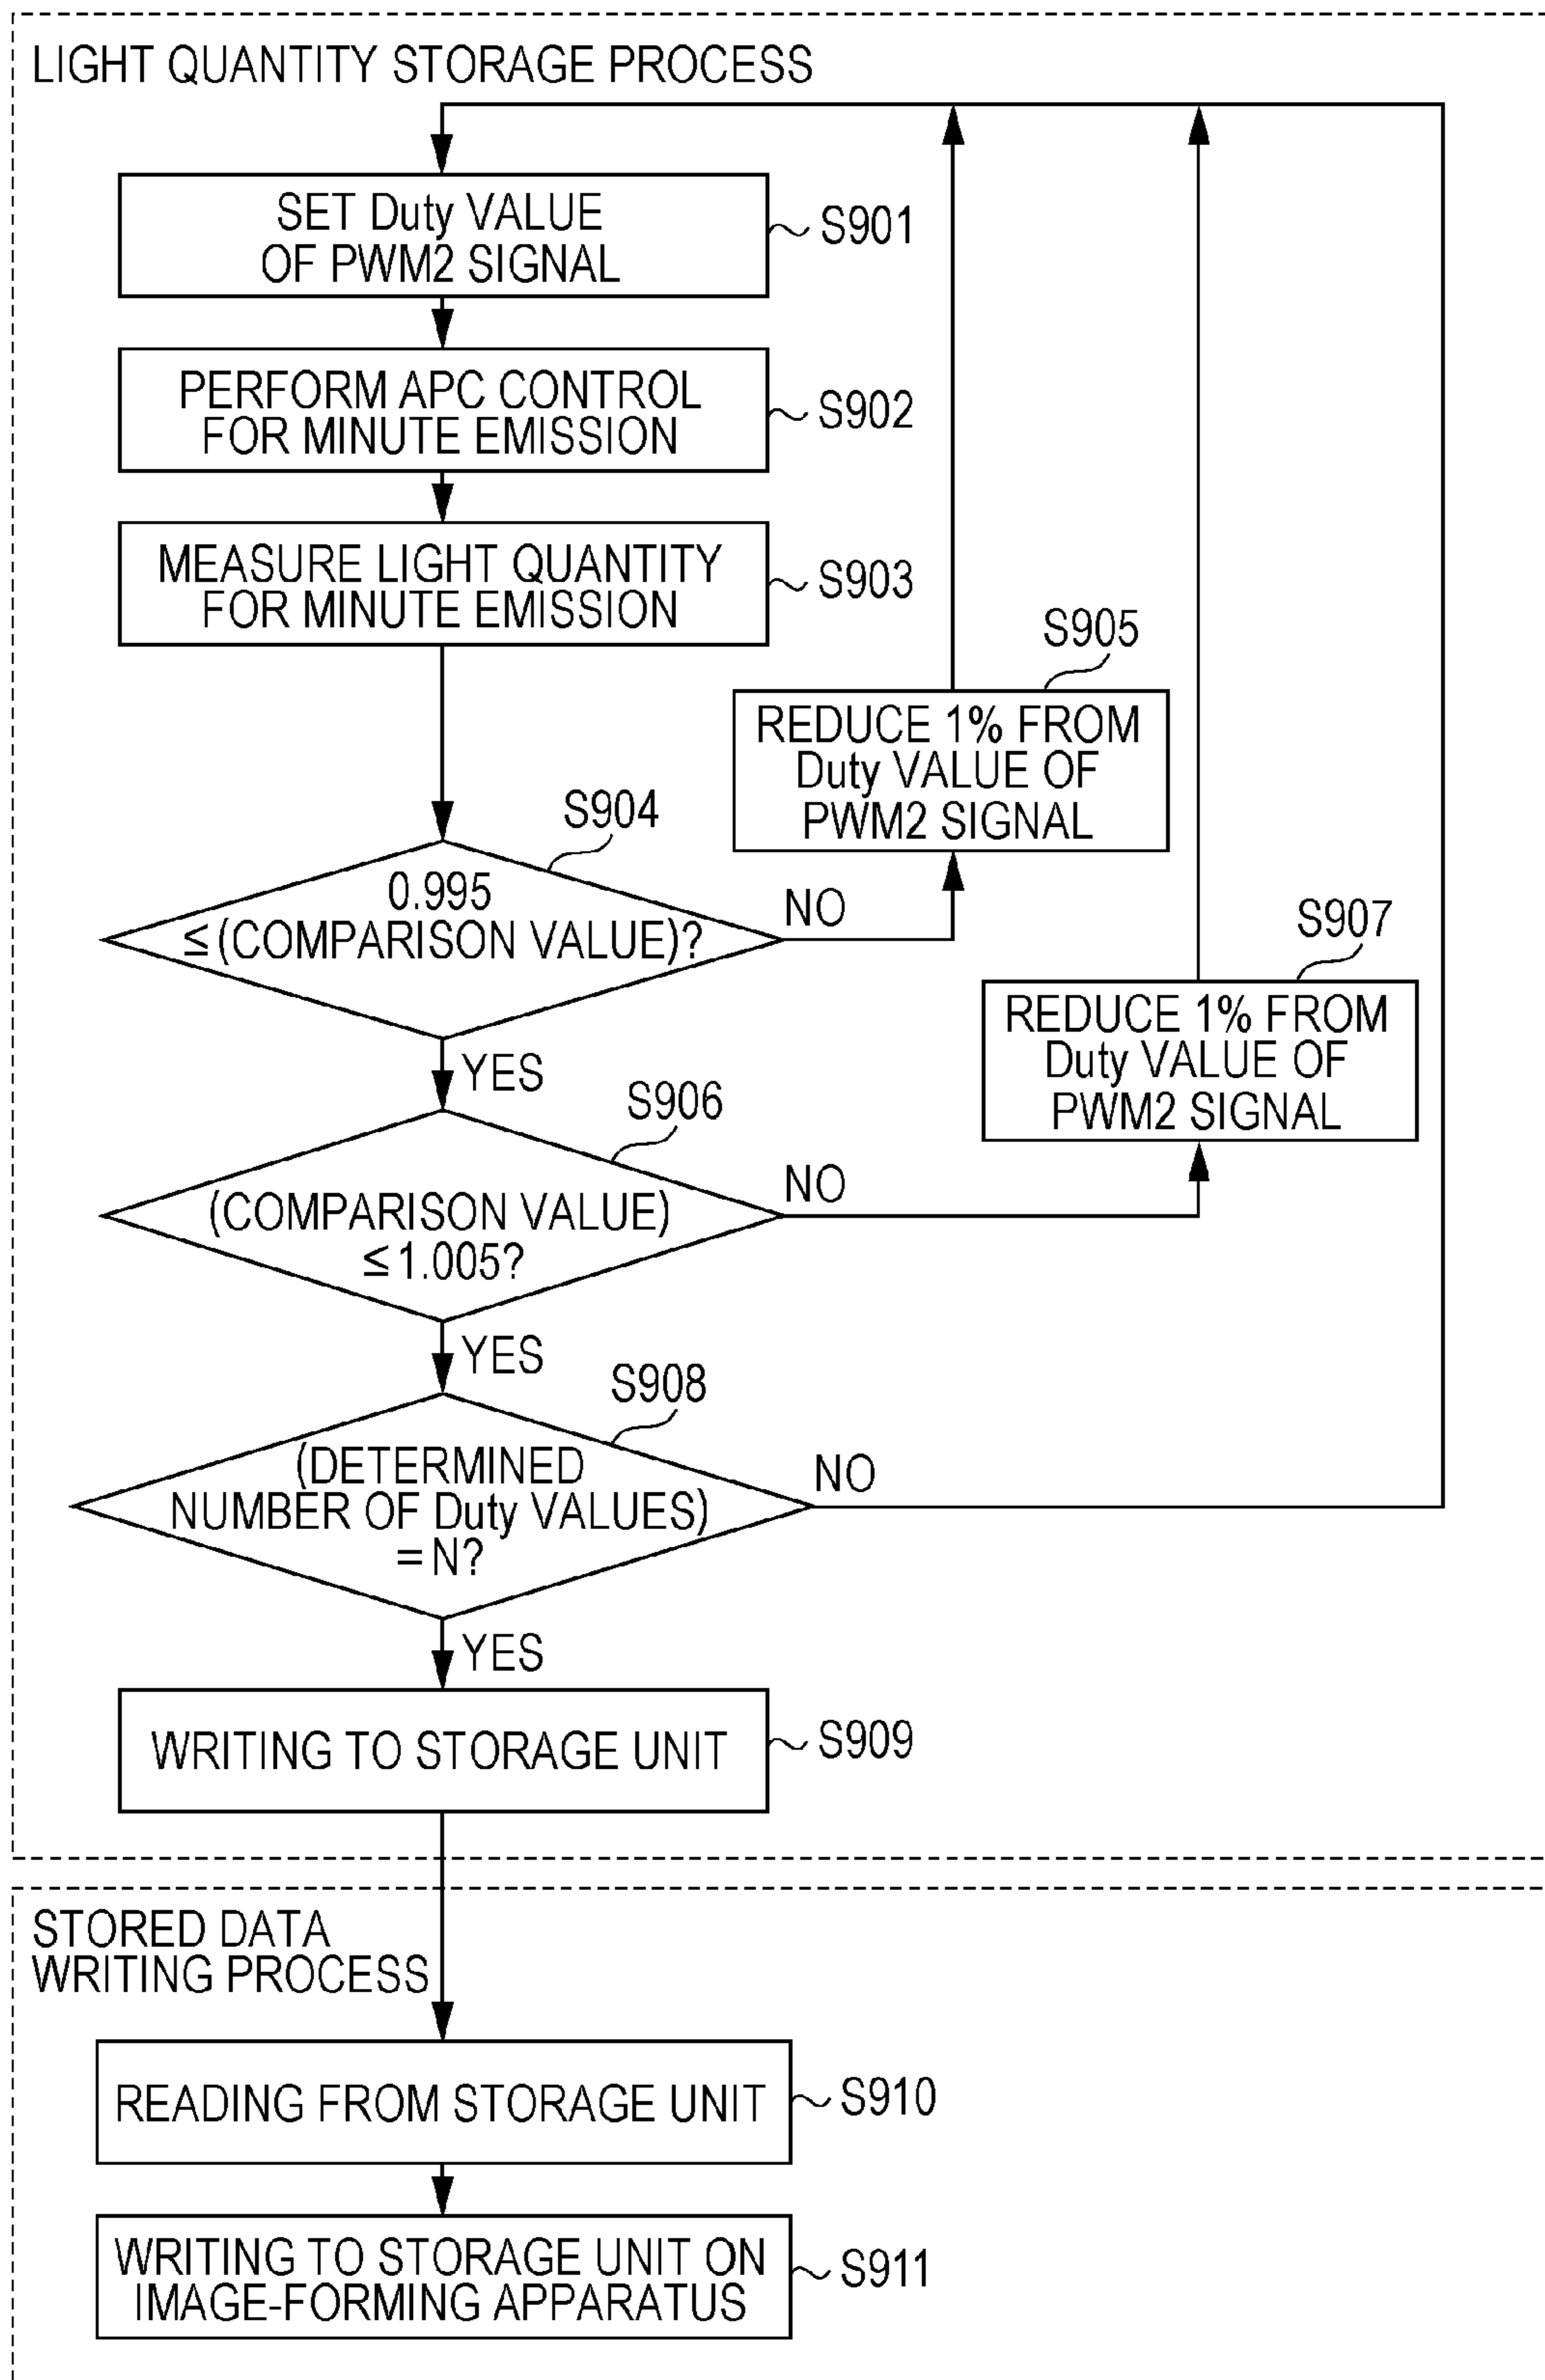 LIGHT QUANTITY STORAGE PROCESS
SET Duty VALUE
OF PWM2 SIGNAL
S901
PERFORM APC CONTROL
FOR MINUTE EMISSION
S902
MEASURE LIGHT QUANTITY
FOR MINUTE EMISSION
S903
S905
REDUCE 1% FROM
Duty VALUE OF
PWM2 SIGNAL
S904
0.995
≤ (COMPARISON VALUE)?
NO
YES
S907
REDUCE 1% FROM
Duty VALUE OF
PWM2 SIGNAL
S906
(COMPARISON VALUE)
≤ 1.005?
NO
YES
S908
(DETERMINED
NUMBER OF Duty VALUES)
= N?
NO
YES
WRITING TO STORAGE UNIT
S909
STORED DATA
WRITING PROCESS
READING FROM STORAGE UNIT
S910
WRITING TO STORAGE UNIT ON
IMAGE-FORMING APPARATUS
S911